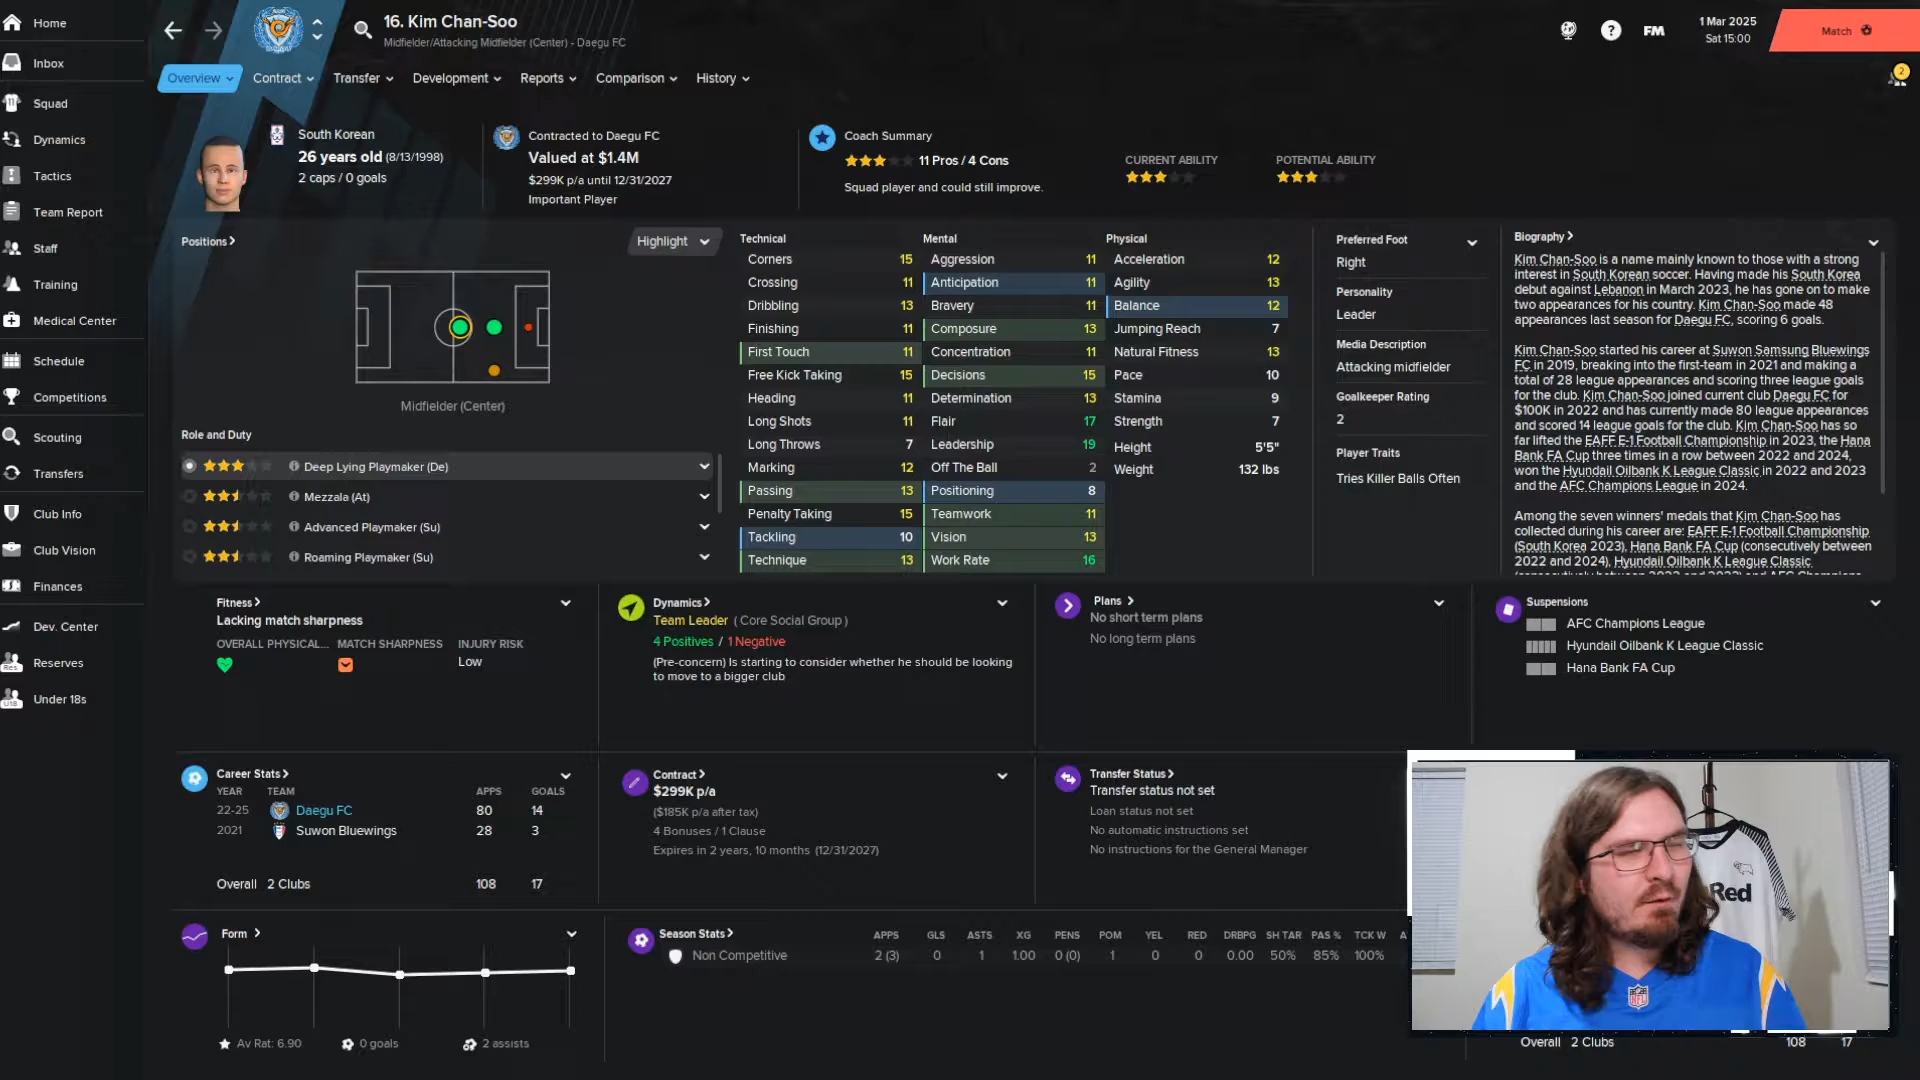 Home
Inbox
Squad
Dynamics
Tactics
Team Report
Staff
Training
Medical Center
Schedule
Competitions
Scouting
Transfers
Club Info
Club Vision
Finances
Dev. Center
Reserves
Under 18s
16. Kim Chan-Soo
Midfielder/Attacking Midfielder (Center) - Daegu FC
FM
1 Mar 2025
Sat 15:00
Match
2
Overview
Contract
Transfer
Development
Reports
Comparison
History
South Korean
26 years old (8/13/1998)
2 caps / 0 goals
Contracted to Daegu FC
Valued at $1.4M
$299K p/a until 12/31/2027
Important Player
Coach Summary
11 Pros / 4 Cons
Squad player and could still improve.
CURRENT ABILITY
POTENTIAL ABILITY
Positions
Highlight
Midfielder (Center)
Role and Duty
Deep Lying Playmaker (De)
Mezzala (At)
Advanced Playmaker (Su)
Roaming Playmaker (Su)
Technical
Corners 15
Crossing 11
Dribbling 13
Finishing 11
First Touch 11
Free Kick Taking 15
Heading 11
Long Shots 11
Long Throws 7
Marking 12
Passing 13
Penalty Taking 15
Tackling 10
Technique 13
Mental
Aggression 11
Anticipation 11
Bravery 11
Composure 13
Concentration 11
Decisions 15
Determination 13
Flair 17
Leadership 19
Off The Ball 2
Positioning 8
Teamwork 11
Vision 13
Work Rate 16
Physical
Acceleration 12
Agility 13
Balance 12
Jumping Reach 7
Natural Fitness 13
Pace 10
Stamina 9
Strength 7
Height 5'5"
Weight 132 lbs
Preferred Foot
Right
Personality
Leader
Media Description
Attacking midfielder
Goalkeeper Rating
2
Player Traits
Tries Killer Balls Often
Biography
Kim Chan-Soo is a name mainly known to those with a strong
interest in South Korean soccer. Having made his South Korea
debut against Lebanon in March 2023, he has gone on to make
two appearances for his country. Kim Chan-Soo made 48
appearances last season for Daegu FC, scoring 6 goals.
Kim Chan-Soo started his career at Suwon Samsung Bluewings
FC in 2019, breaking into the first-team in 2021 and making a
total of 28 league appearances and scoring three league goals
for the club. Kim Chan-Soo joined current club Daegu FC for
$100K in 2022 and has currently made 80 league appearances
and scored 14 league goals for the club. Kim Chan-Soo has so
far lifted the EAFF E-1 Football Championship in 2023, the Hana
Bank FA Cup three times in a row between 2022 and 2024,
won the Hyundail Oilbank K League Classic in 2022 and 2023
and the AFC Champions League in 2024.
Among the seven winners' medals that Kim Chan-Soo has
collected during his career are: EAFF E-1 Football Championship
(South Korea 2023), Hana Bank FA Cup (consecutively between
2022 and 2024), Hyundail Oilbank K League Classic
Fitness
Lacking match sharpness
OVERALL PHYSICAL... MATCH SHARPNESS INJURY RISK
Low
Dynamics
Team Leader ( Core Social Group )
4 Positives / 1 Negative
(Pre-concern) Is starting to consider whether he should be looking
to move to a bigger club
Plans
No short term plans
No long term plans
Suspensions
AFC Champions League
Hyundail Oilbank K League Classic
Hana Bank FA Cup
Career Stats
YEAR TEAM APPS GOALS
22-25 Daegu FC 80 14
2021 Suwon Bluewings 28 3
Overall 2 Clubs 108 17
Contract
$299K p/a
($185K p/a after tax)
4 Bonuses / 1 Clause
Expires in 2 years, 10 months (12/31/2027)
Transfer Status
Transfer status not set
Loan status not set
No automatic instructions set
No instructions for the General Manager
Form
Av Rat: 6.90
0 goals
2 assists
Season Stats
APPS GLS ASTS XG PENS POM YEL RED DRBPG SH TAR PAS % TCK W A
Non Competitive 2 (3) 0 1 1.00 0 (0) 1 0 0 0.00 50% 85% 100%
Red
NFL
Overall 2 Clubs 108 17